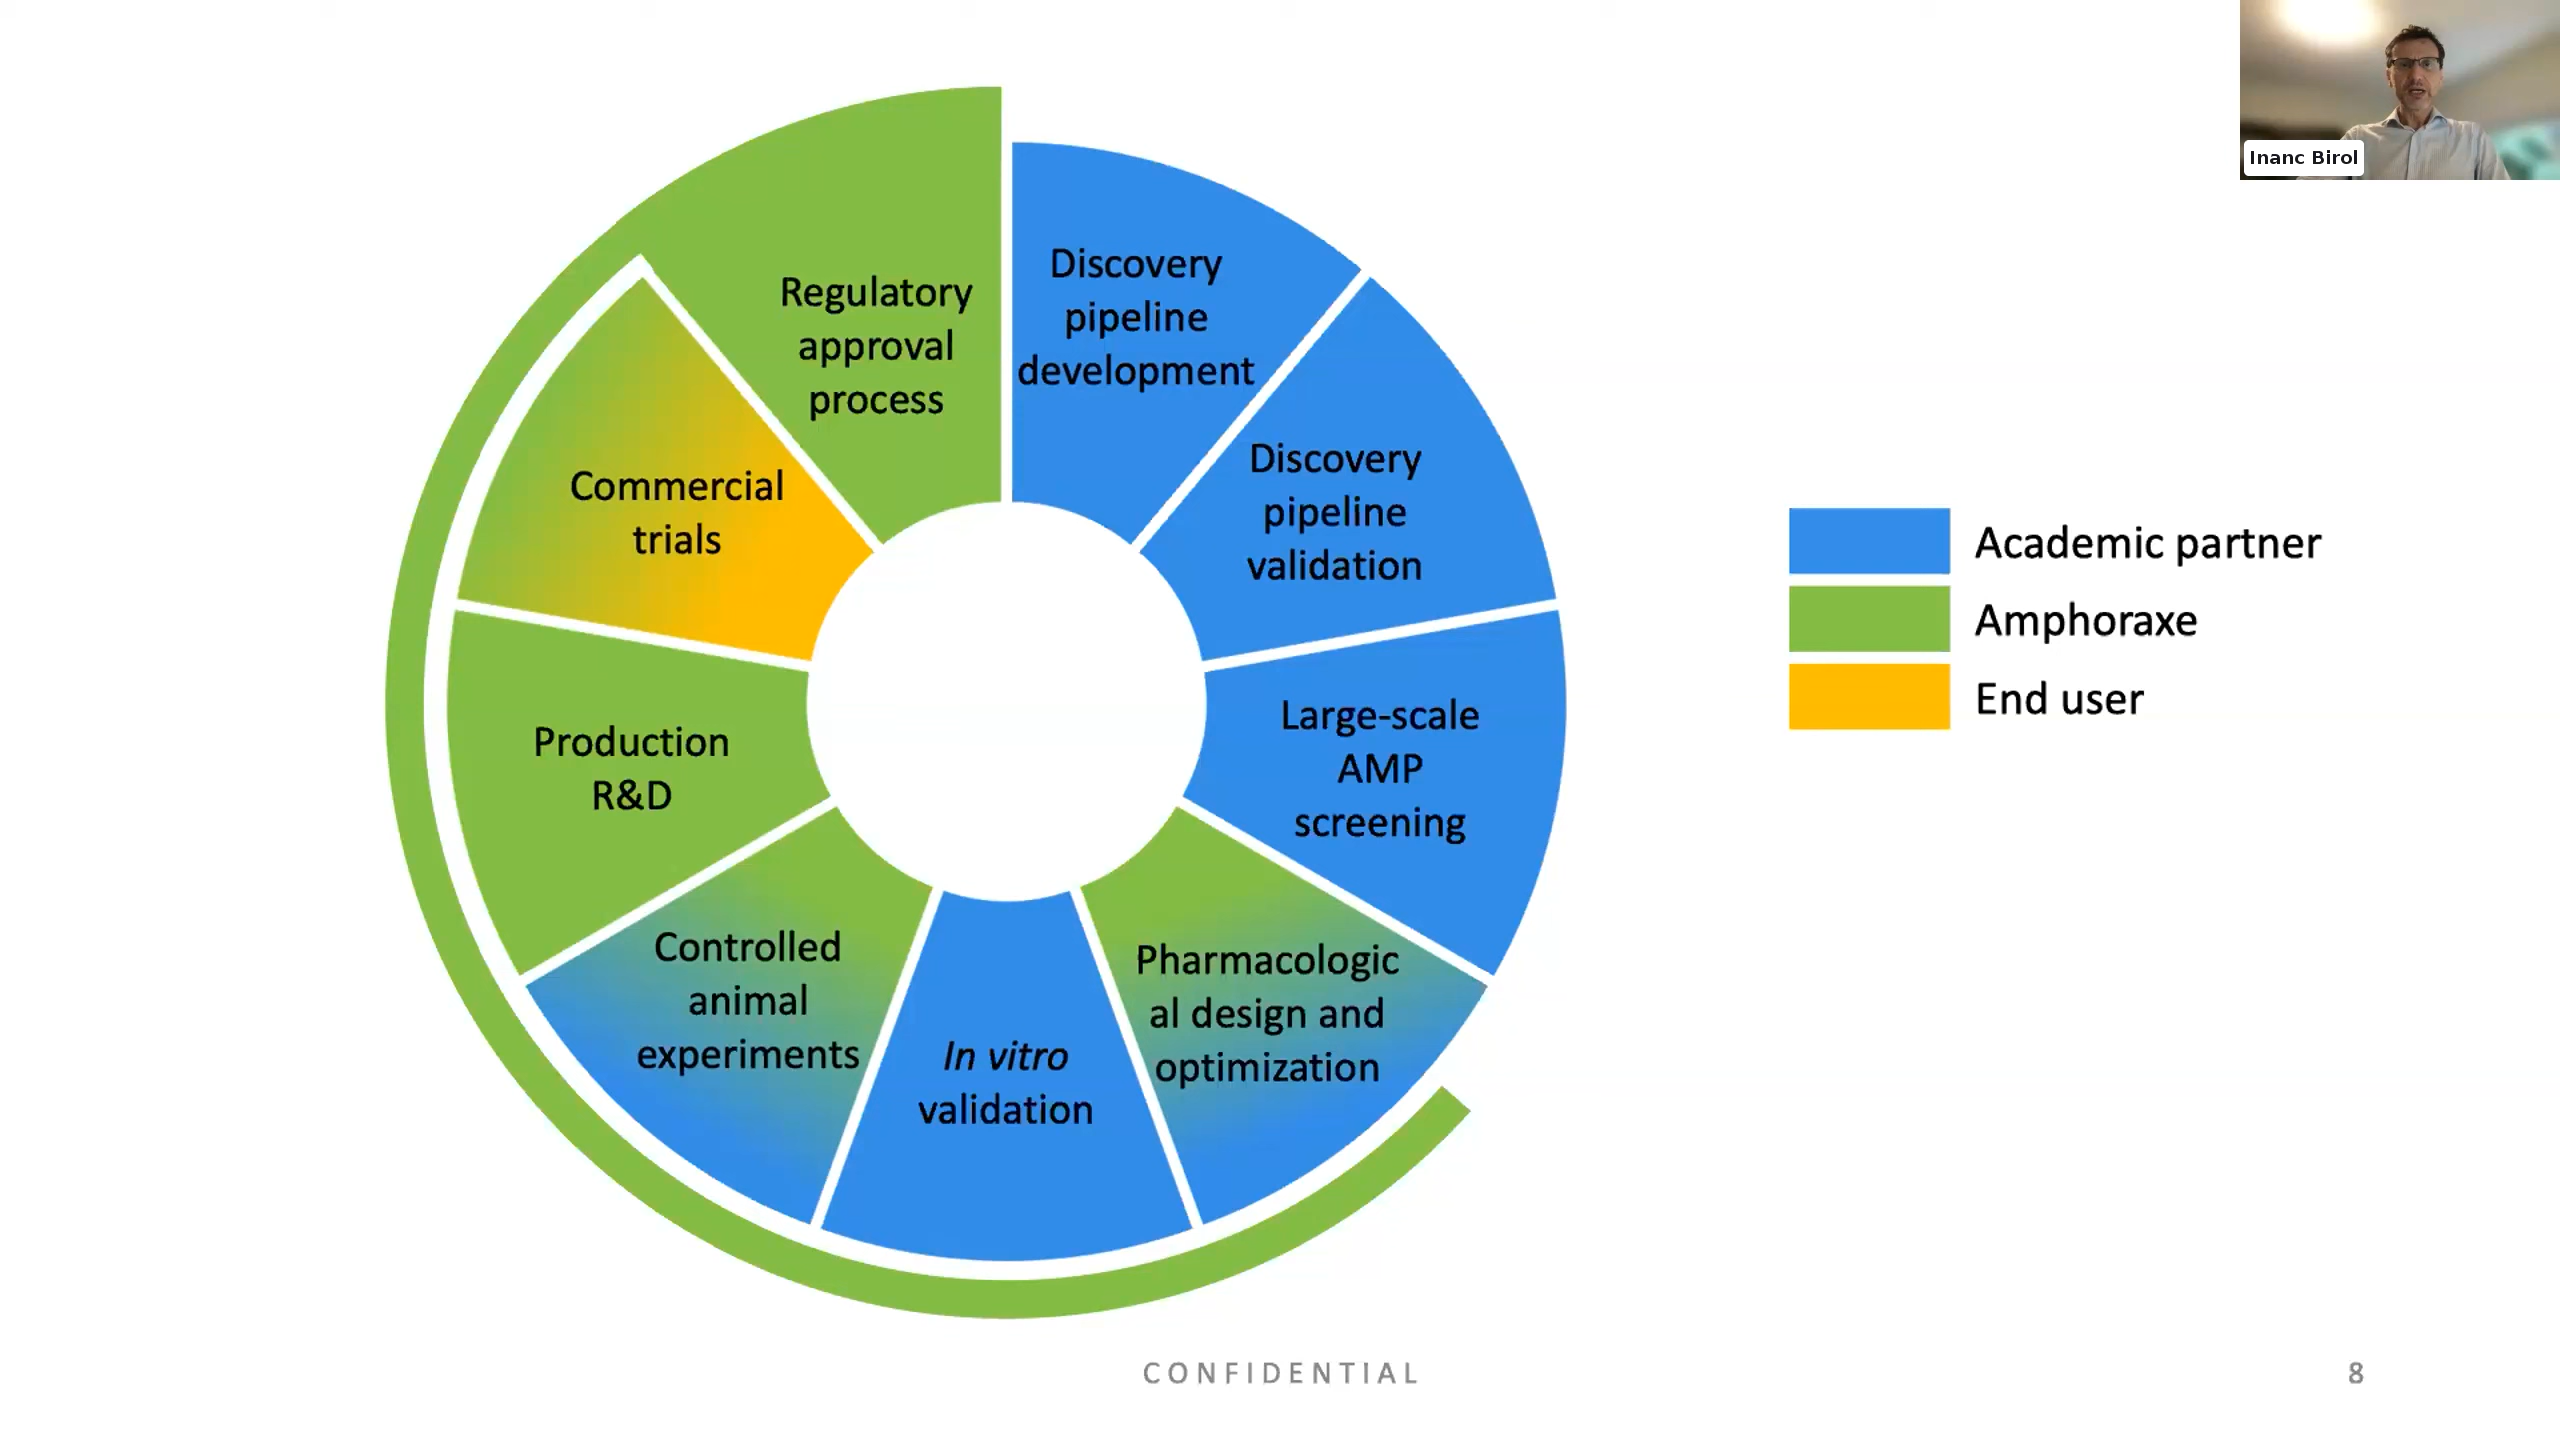 Inanc Birol
Regulatory
approval
process
Discovery
pipeline
development
Discovery
pipeline
validation
Large-scale
AMP
screening
Pharmacologic
al design and
optimization
In vitro
validation
Controlled
animal
experiments
Production
R&D
Commercial
trials
Academic partner
Amphoraxe
End user
CONFIDENTIAL
8